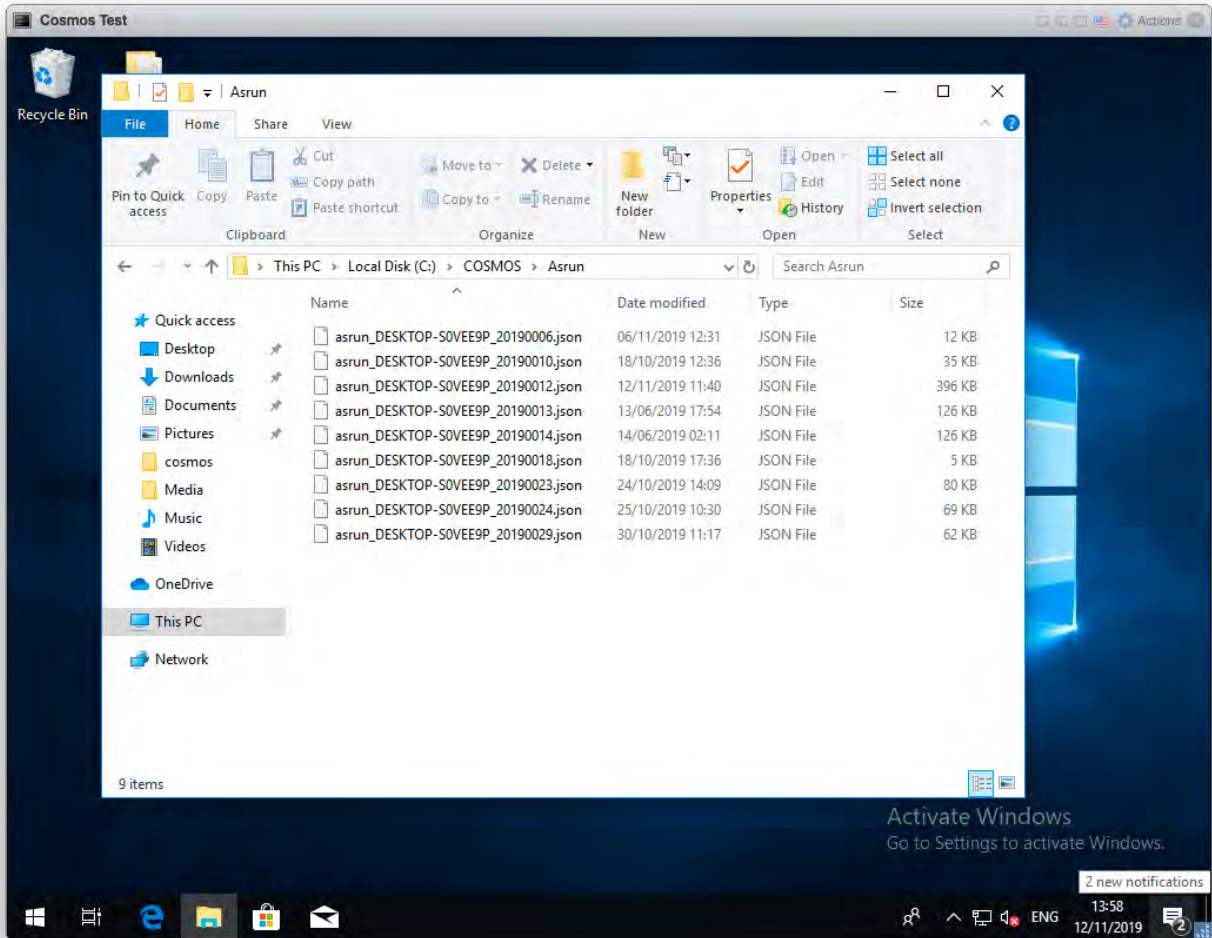 Cosmos Test
Actions
Recycle Bin
Asrun
File Home Share View
Pin to Quick access
Copy
Paste
Cut
Copy path
Paste shortcut
Clipboard
Move to
Copy to
Delete
Rename
Organize
New folder
New
Properties
Open
Edit
History
Open
Select all
Select none
Invert selection
Select
This PC > Local Disk (C:) > COSMOS > Asrun
Search Asrun
Name Date modified Type Size
Quick access
Desktop
Downloads
Documents
Pictures
cosmos
Media
Music
Videos
OneDrive
This PC
Network
asrun_DESKTOP-S0VEE9P_20190006.json 06/11/2019 12:31 JSON File 12 KB
asrun_DESKTOP-S0VEE9P_20190010.json 18/10/2019 12:36 JSON File 35 KB
asrun_DESKTOP-S0VEE9P_20190012.json 12/11/2019 11:40 JSON File 396 KB
asrun_DESKTOP-S0VEE9P_20190013.json 13/06/2019 17:54 JSON File 126 KB
asrun_DESKTOP-S0VEE9P_20190014.json 14/06/2019 02:11 JSON File 126 KB
asrun_DESKTOP-S0VEE9P_20190018.json 18/10/2019 17:36 JSON File 5 KB
asrun_DESKTOP-S0VEE9P_20190023.json 24/10/2019 14:09 JSON File 80 KB
asrun_DESKTOP-S0VEE9P_20190024.json 25/10/2019 10:30 JSON File 69 KB
asrun_DESKTOP-S0VEE9P_20190029.json 30/10/2019 11:17 JSON File 62 KB
9 items
Activate Windows
Go to Settings to activate Windows.
2 new notifications
ENG
13:58
12/11/2019
2